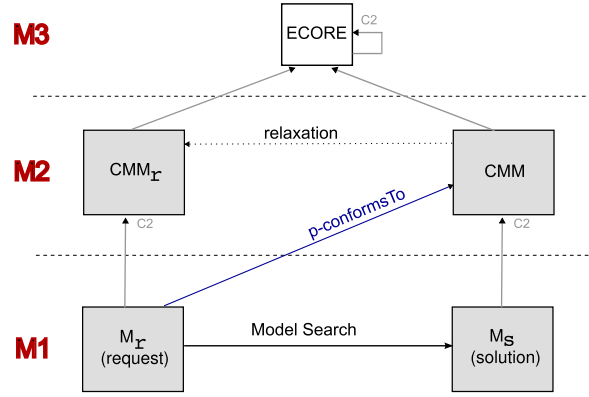 M3
ECORE
C2
relaxation
M2
CMMr
CMM
p-conformsTo
C2
C2
M1
Mr
(request)
Model Search
Ms
(solution)